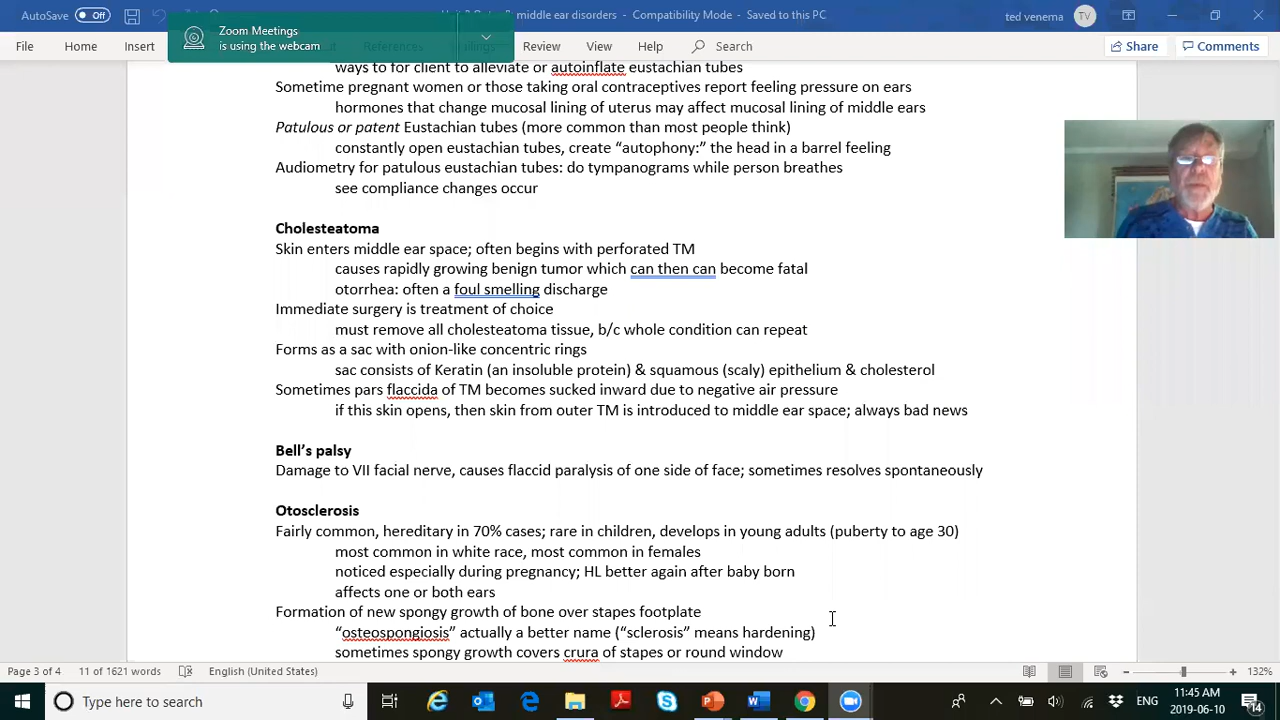 AutoSave Off
middle ear disorders - Compatibility Mode - Saved to this PC
ted venema TV
Zoom Meetings
is using the webcam
File Home Insert References Review View Help Search Share Comments
ways to for client to alleviate or autoinflate eustachian tubes
Sometime pregnant women or those taking oral contraceptives report feeling pressure on ears
hormones that change mucosal lining of uterus may affect mucosal lining of middle ears
Patulous or patent Eustachian tubes (more common than most people think)
constantly open eustachian tubes, create “autophony:” the head in a barrel feeling
Audiometry for patulous eustachian tubes: do tympanograms while person breathes
see compliance changes occur
Cholesteatoma
Skin enters middle ear space; often begins with perforated TM
causes rapidly growing benign tumor which can then can become fatal
otorrhea: often a foul smelling discharge
Immediate surgery is treatment of choice
must remove all cholesteatoma tissue, b/c whole condition can repeat
Forms as a sac with onion-like concentric rings
sac consists of Keratin (an insoluble protein) & squamous (scaly) epithelium & cholesterol
Sometimes pars flaccida of TM becomes sucked inward due to negative air pressure
if this skin opens, then skin from outer TM is introduced to middle ear space; always bad news
Bell’s palsy
Damage to VII facial nerve, causes flaccid paralysis of one side of face; sometimes resolves spontaneously
Otosclerosis
Fairly common, hereditary in 70% cases; rare in children, develops in young adults (puberty to age 30)
most common in white race, most common in females
noticed especially during pregnancy; HL better again after baby born
affects one or both ears
Formation of new spongy growth of bone over stapes footplate
“osteospongiosis” actually a better name (“sclerosis” means hardening)
sometimes spongy growth covers crura of stapes or round window
Page 3 of 4 11 of 1621 words English (United States) 132%
Type here to search ENG 11:45 AM
2019-06-10 14